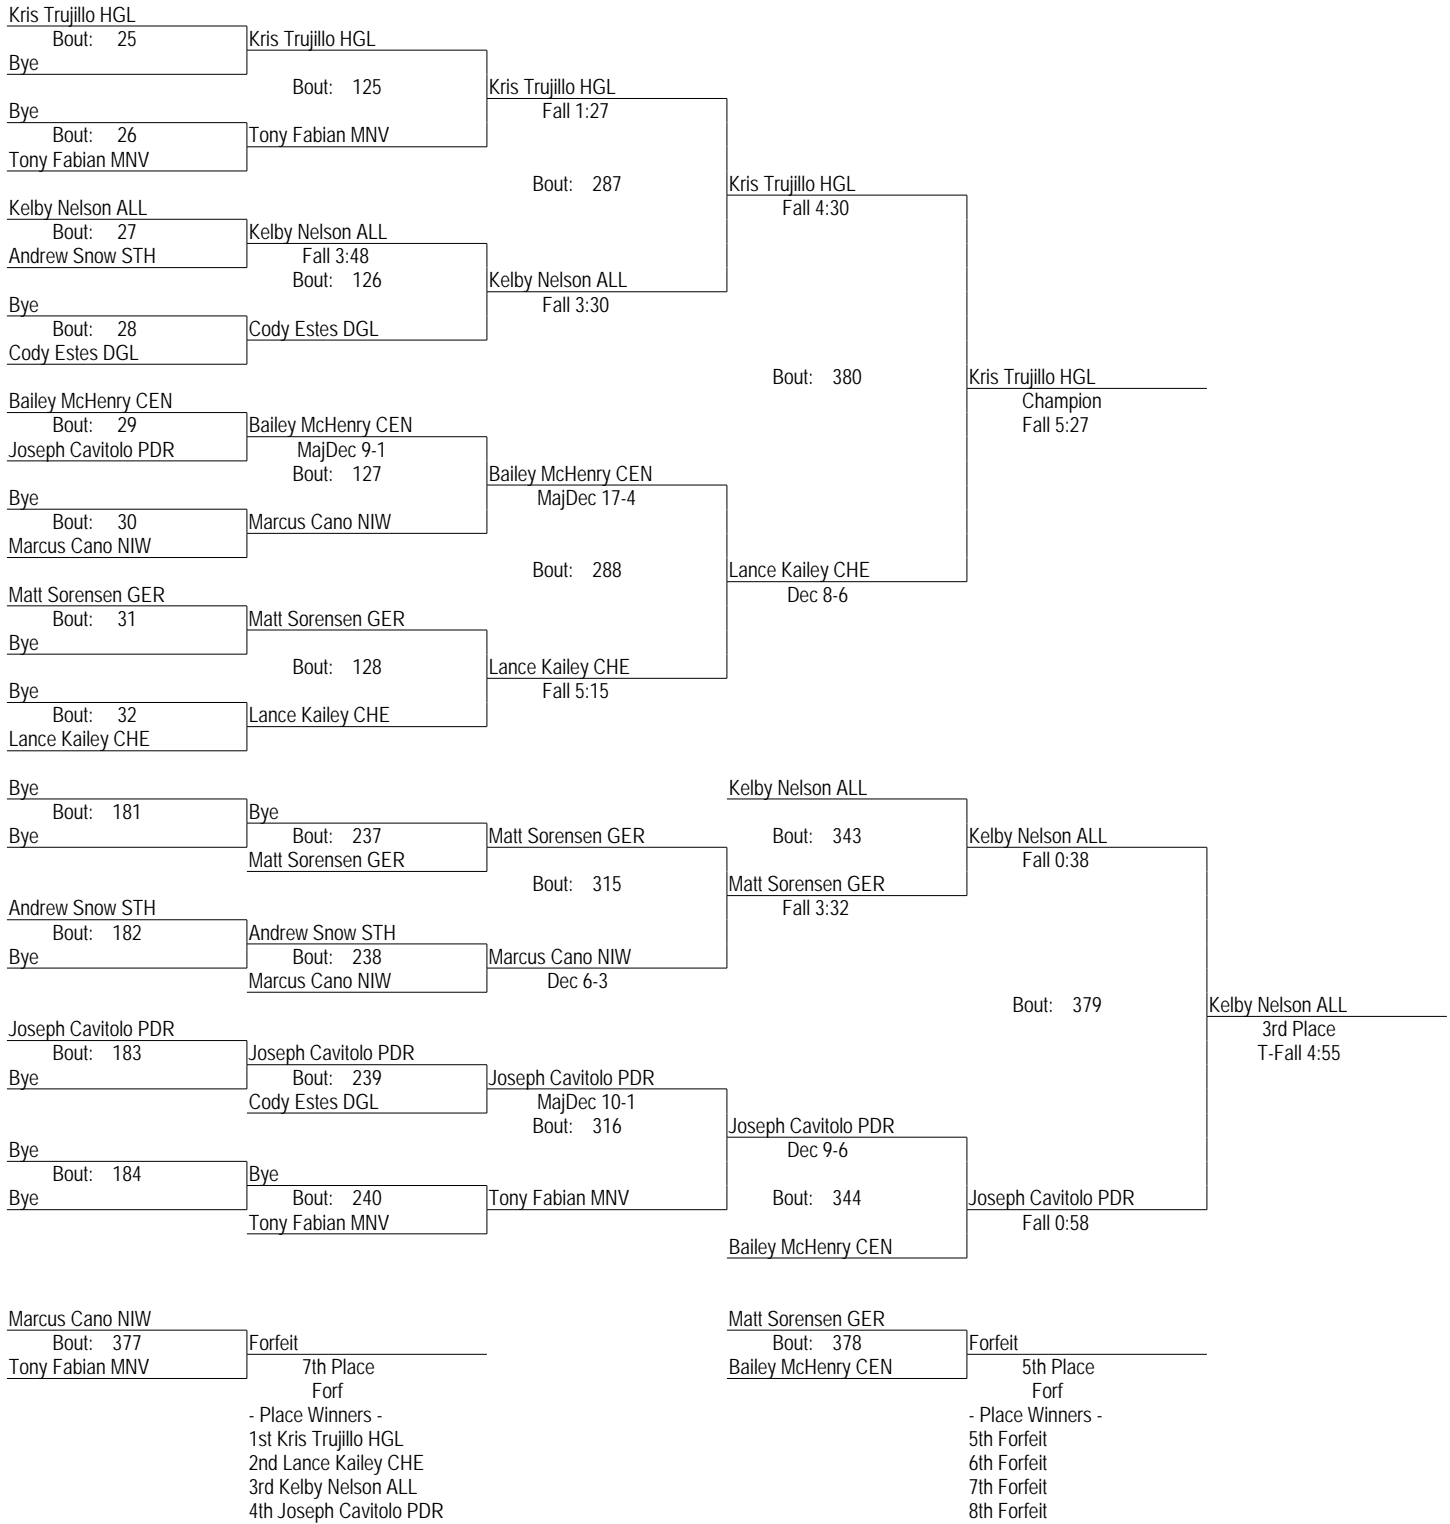 Kris Trujillo HGL
Bout: 25
Bye
Kris Trujillo HGL
Bout: 125
Bye
Bout: 26
Tony Fabian MNV
Tony Fabian MNV
Kris Trujillo HGL
Fall 1:27
Bout: 287
Kelby Nelson ALL
Bout: 27
Andrew Snow STH
Kelby Nelson ALL
Fall 3:48
Bout: 126
Bye
Bout: 28
Cody Estes DGL
Cody Estes DGL
Kelby Nelson ALL
Fall 3:30
Kris Trujillo HGL
Fall 4:30
Bout: 380
Kris Trujillo HGL
Champion
Fall 5:27
Bailey McHenry CEN
Bout: 29
Joseph Cavitolo PDR
Bailey McHenry CEN
MajDec 9-1
Bout: 127
Bye
Bout: 30
Marcus Cano NIW
Marcus Cano NIW
Bailey McHenry CEN
MajDec 17-4
Bout: 288
Matt Sorensen GER
Bout: 31
Bye
Matt Sorensen GER
Bout: 128
Bye
Bout: 32
Lance Kailey CHE
Lance Kailey CHE
Lance Kailey CHE
Fall 5:15
Lance Kailey CHE
Dec 8-6
Bye
Bout: 181
Bye
Bye
Bout: 237
Matt Sorensen GER
Matt Sorensen GER
Bout: 315
Andrew Snow STH
Bout: 182
Bye
Andrew Snow STH
Bout: 238
Marcus Cano NIW
Marcus Cano NIW
Dec 6-3
Kelby Nelson ALL
Bout: 343
Matt Sorensen GER
Fall 3:32
Kelby Nelson ALL
Fall 0:38
Bout: 379
Kelby Nelson ALL
3rd Place
T-Fall 4:55
Joseph Cavitolo PDR
Bout: 183
Bye
Joseph Cavitolo PDR
Bout: 239
Cody Estes DGL
Joseph Cavitolo PDR
MajDec 10-1
Bout: 316
Bye
Bout: 184
Bye
Bye
Bout: 240
Tony Fabian MNV
Tony Fabian MNV
Joseph Cavitolo PDR
Dec 9-6
Bout: 344
Bailey McHenry CEN
Joseph Cavitolo PDR
Fall 0:58
Marcus Cano NIW
Bout: 377
Tony Fabian MNV
Forfeit
7th Place
Forf
- Place Winners -
1st Kris Trujillo HGL
2nd Lance Kailey CHE
3rd Kelby Nelson ALL
4th Joseph Cavitolo PDR
Matt Sorensen GER
Bout: 378
Bailey McHenry CEN
Forfeit
5th Place
Forf
- Place Winners -
5th Forfeit
6th Forfeit
7th Forfeit
8th Forfeit